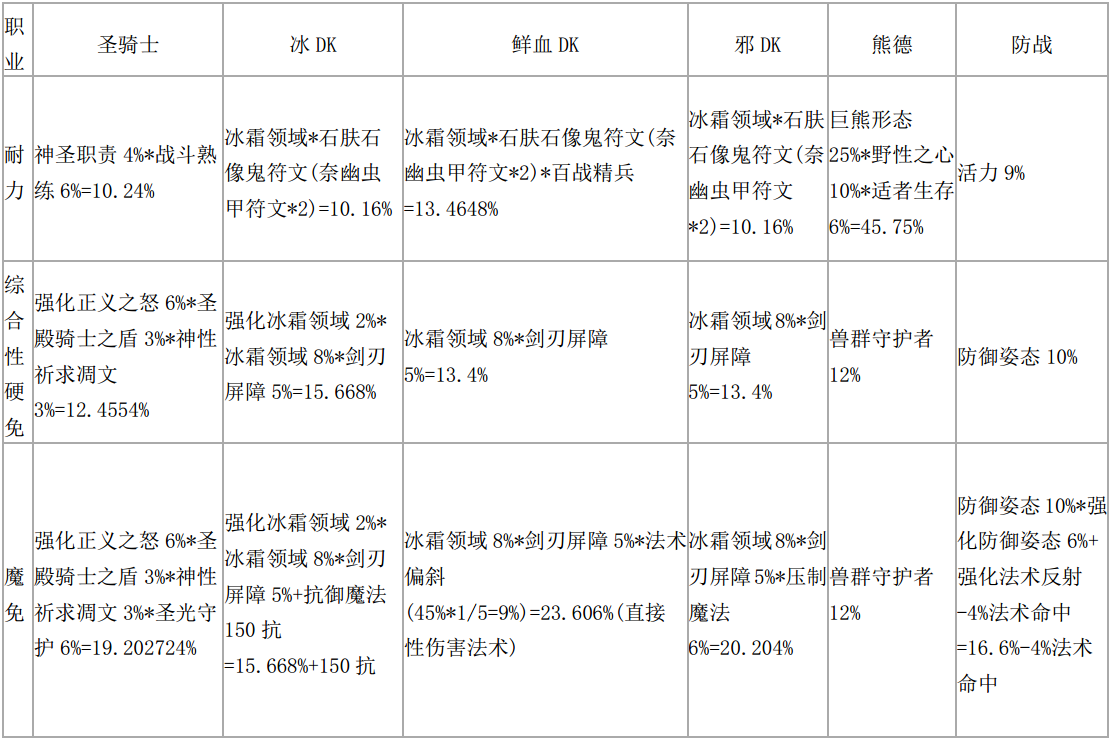 职
业
圣骑士
冰 DK
鲜血 DK
邪 DK
熊德
防战
耐
力
神圣职责 4%*战斗熟
练 6%=10.24%
冰霜领域*石肤石
像鬼符文(奈幽虫
甲符文*2)=10.16%
冰霜领域*石肤石像鬼符文(奈
幽虫甲符文*2)*百战精兵
=13.4648%
冰霜领域*石肤
石像鬼符文(奈
幽虫甲符文
*2)=10.16%
巨熊形态
25%*野性之心
10%*适者生存
6%=45.75%
活力 9%
综
合
性
硬
免
强化正义之怒 6%*圣
殿骑士之盾 3%*神性
祈求凋文
3%=12.4554%
强化冰霜领域 2%*
冰霜领域 8%*剑刃
屏障 5%=15.668%
冰霜领域 8%*剑刃屏障
5%=13.4%
冰霜领域 8%*剑
刃屏障
5%=13.4%
兽群守护者
12%
防御姿态 10%
魔
免
强化正义之怒 6%*圣
殿骑士之盾 3%*神性
祈求凋文 3%*圣光守
护 6%=19.202724%
强化冰霜领域 2%*
冰霜领域 8%*剑刃
屏障 5%+抗御魔法
150 抗
=15.668%+150 抗
冰霜领域 8%*剑刃屏障 5%*法术
偏斜
(45%*1/5=9%)=23.606%(直接
性伤害法术)
冰霜领域 8%*剑
刃屏障 5%*压制
魔法
6%=20.204%
兽群守护者
12%
防御姿态 10%*强
化防御姿态 6%+
强化法术反射
-4%法术命中
=16.6%-4%法术
命中